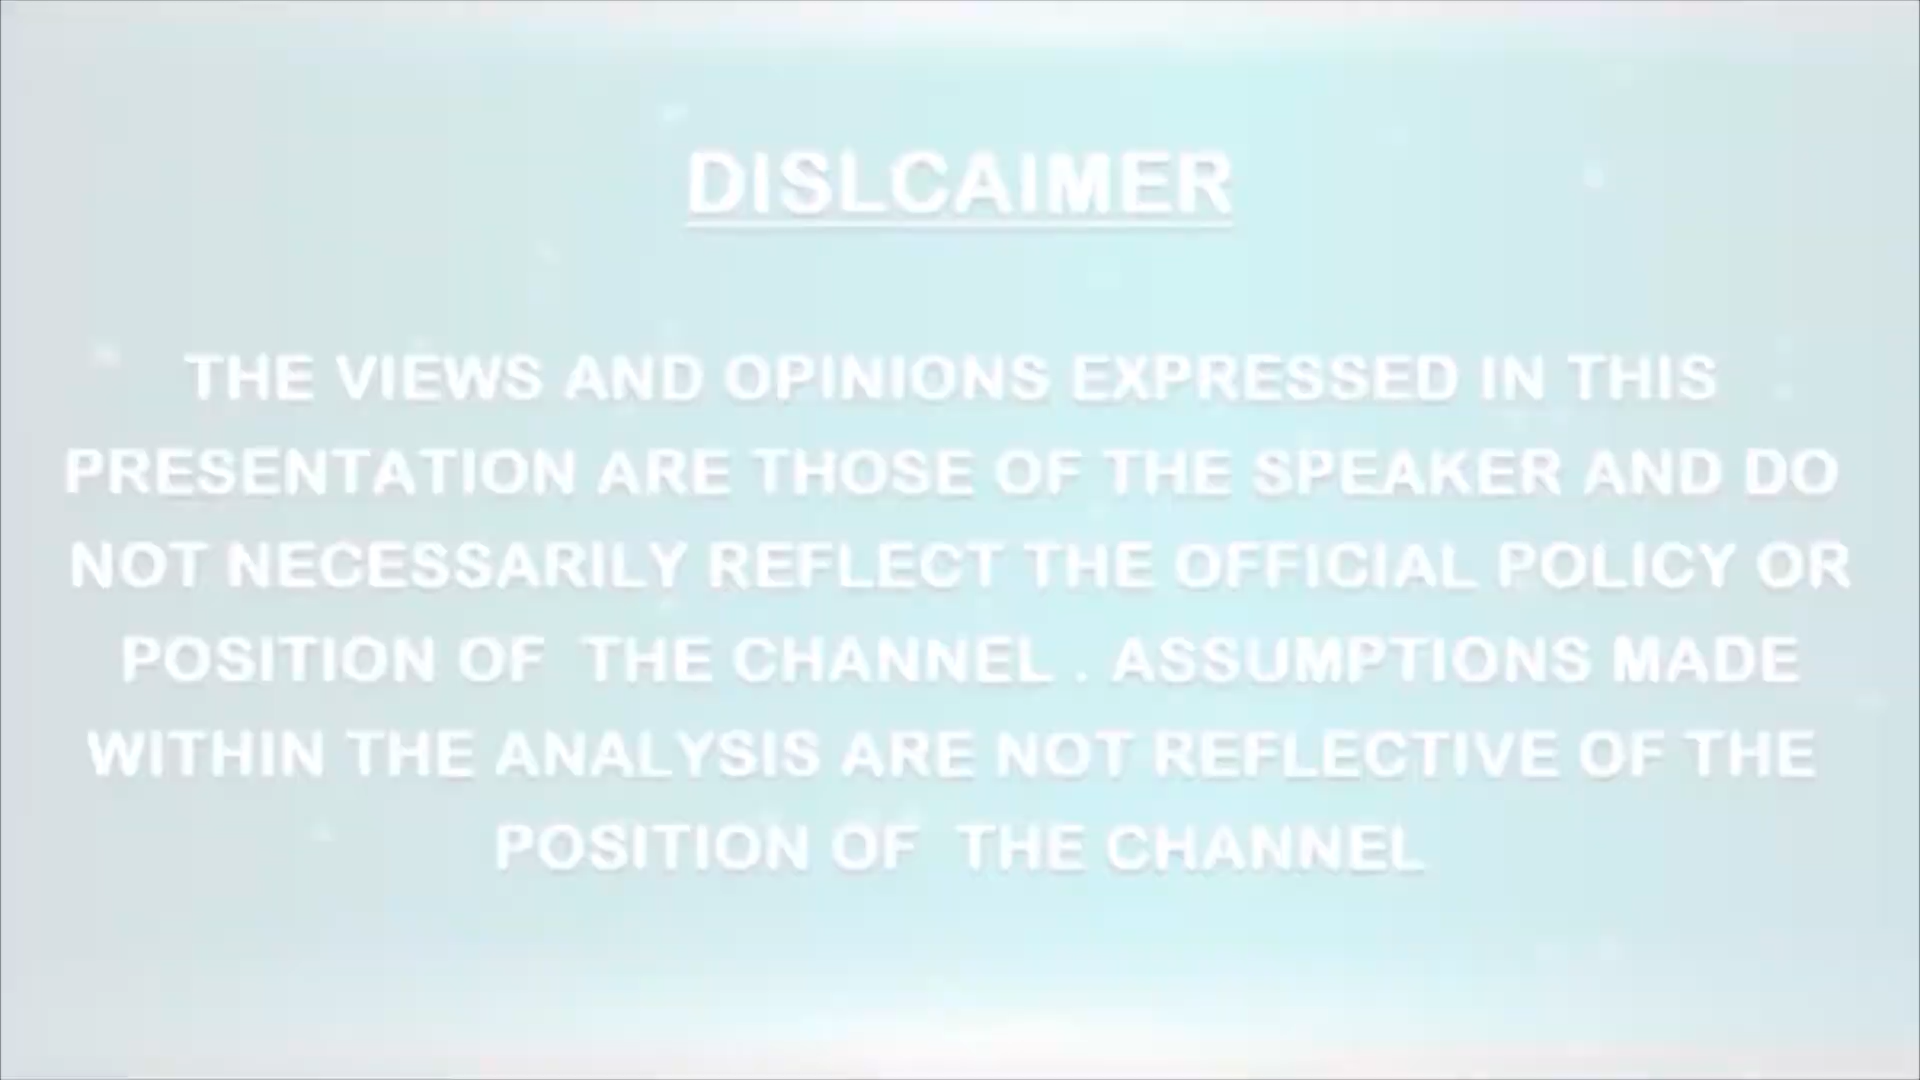 DISLCAIMER
THE VIEWS AND OPINIONS EXPRESSED IN THIS
PRESENTATION ARE THOSE OF THE SPEAKER AND DO
NOT NECESSARILY REFLECT THE OFFICIAL POLICY OR
POSITION OF  THE CHANNEL . ASSUMPTIONS MADE
WITHIN THE ANALYSIS ARE NOT REFLECTIVE OF THE
POSITION OF  THE CHANNEL